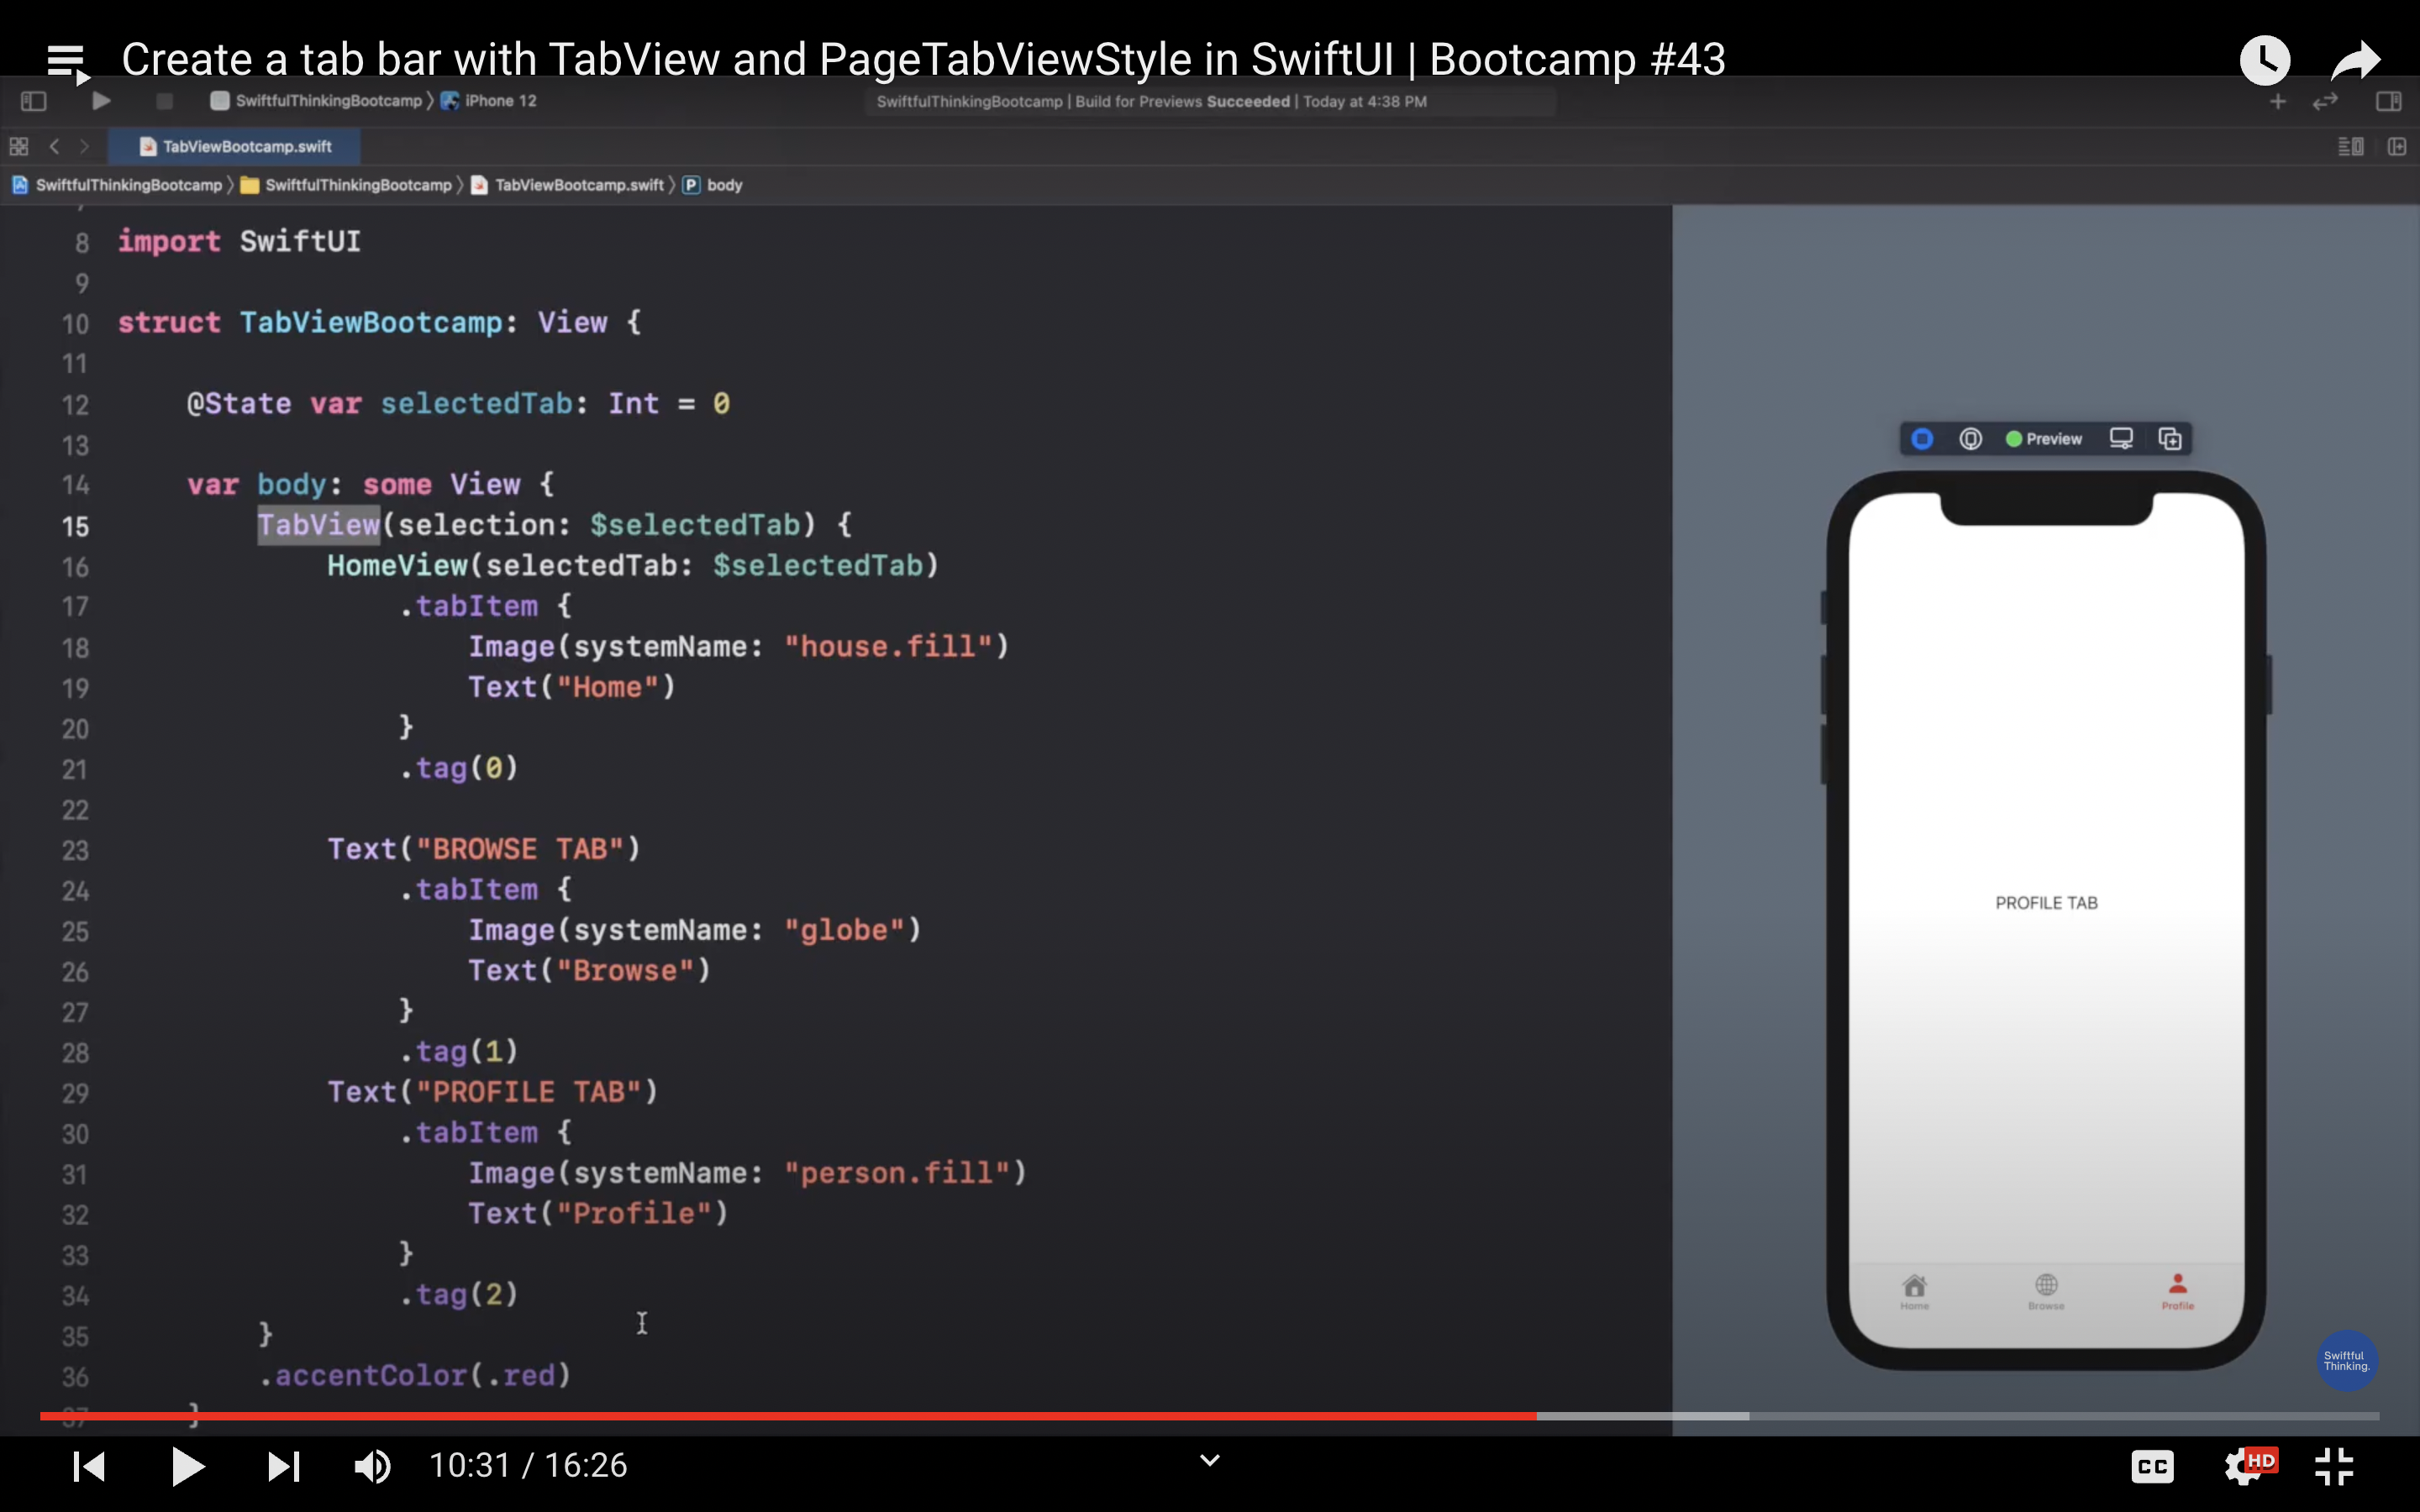 Create a tab bar with TabView and PageTabViewStyle in SwiftUI | Bootcamp #43
SwiftfulThinkingBootcamp 〉 iPhone 12
SwiftfulThinkingBootcamp | Build for Previews Succeeded | Today at 4:38 PM
TabViewBootcamp.swift
SwiftfulThinkingBootcamp 〉 SwiftfulThinkingBootcamp 〉 TabViewBootcamp.swift 〉 P body
8 import SwiftUI
9
10 struct TabViewBootcamp: View {
11
12 @State var selectedTab: Int = 0
13
14 var body: some View {
15 TabView(selection: $selectedTab) {
16 HomeView(selectedTab: $selectedTab)
17 .tabItem {
18 Image(systemName: "house.fill")
19 Text("Home")
20 }
21 .tag(0)
22
23 Text("BROWSE TAB")
24 .tabItem {
25 Image(systemName: "globe")
26 Text("Browse")
27 }
28 .tag(1)
29 Text("PROFILE TAB")
30 .tabItem {
31 Image(systemName: "person.fill")
32 Text("Profile")
33 }
34 .tag(2)
35 }
36 .accentColor(.red)
37 }
Preview
PROFILE TAB
Home Browse Profile
Swiftful
Thinking.
10:31 / 16:26
CC HD